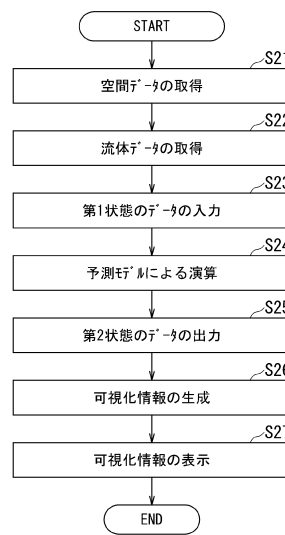 START
S21
空間データの取得
S22
流体データの取得
S23
第1状態のデータの入力
S24
予測モデルによる演算
S25
第2状態のデータの出力
S26
可視化情報の生成
S27
可視化情報の表示
END